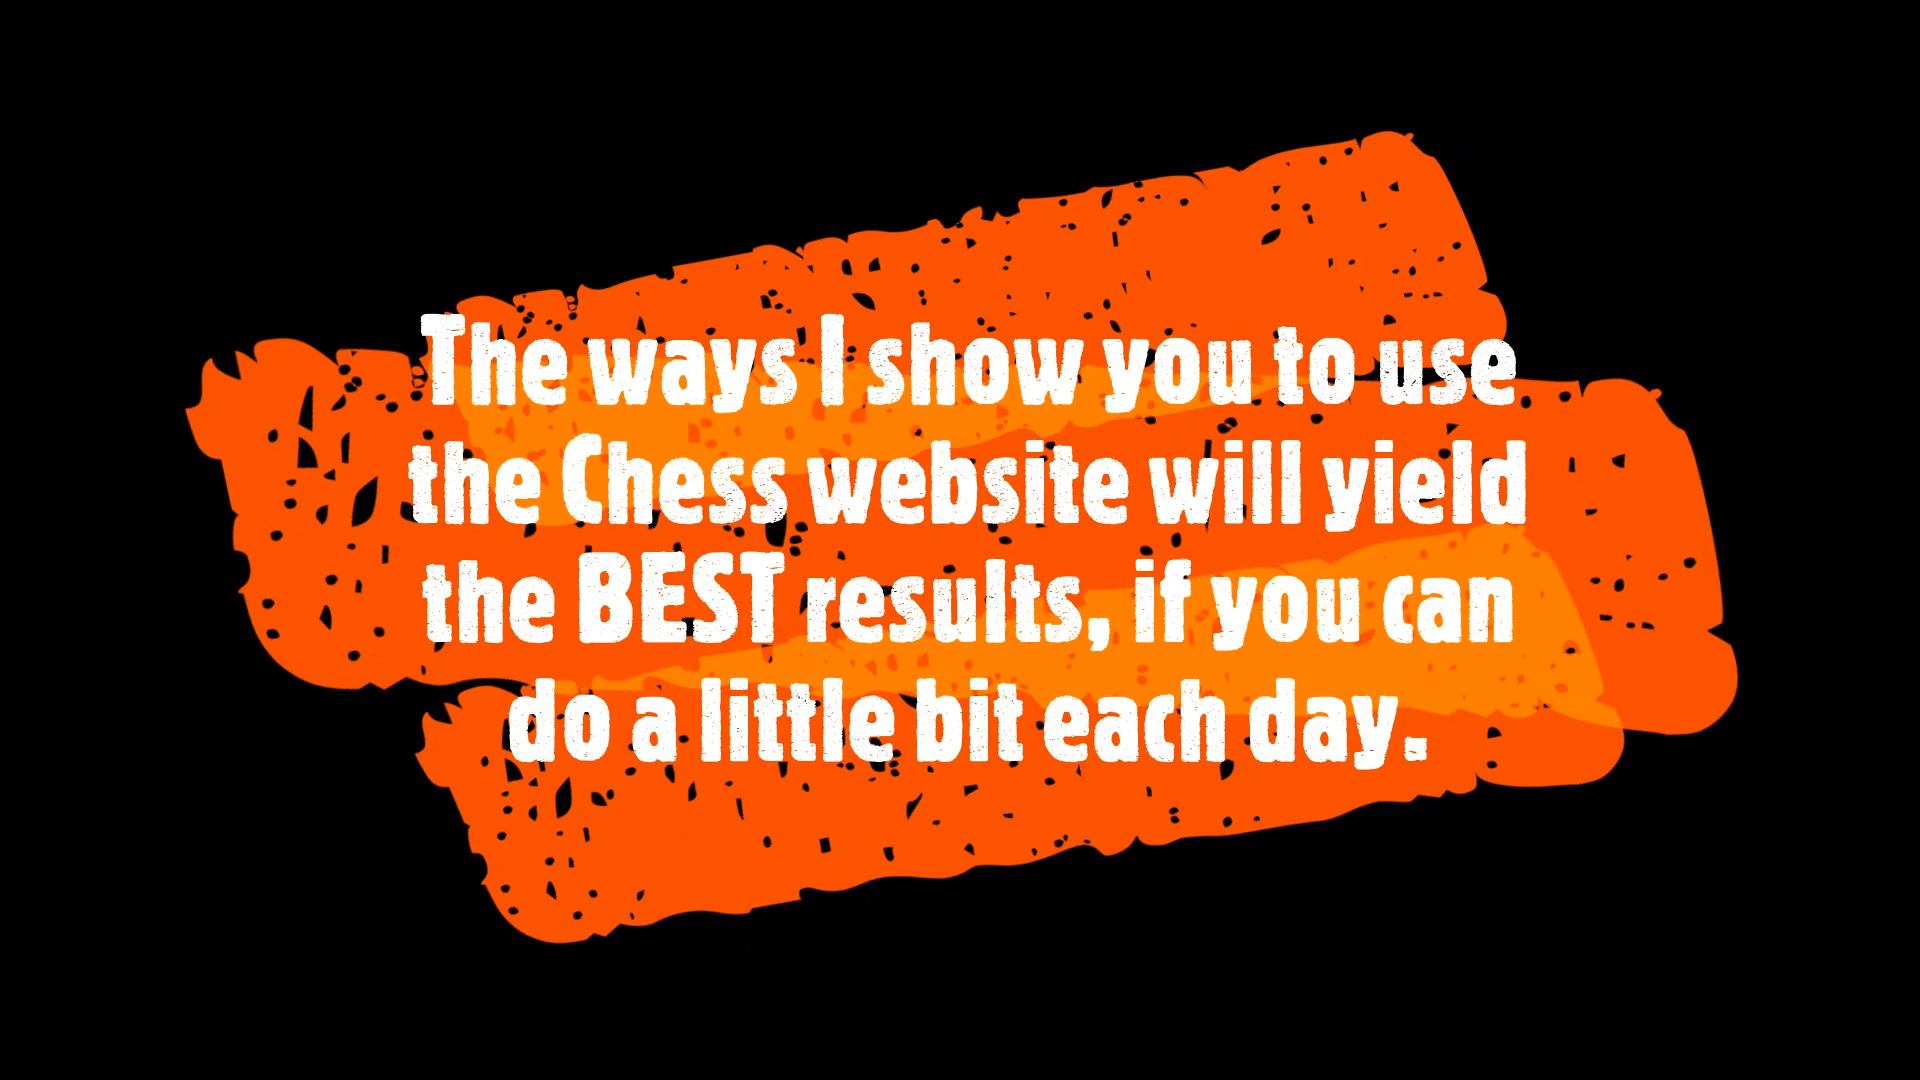 The ways I show you to use
the Chess website will yield
the BEST results, if you can
do a little bit each day.